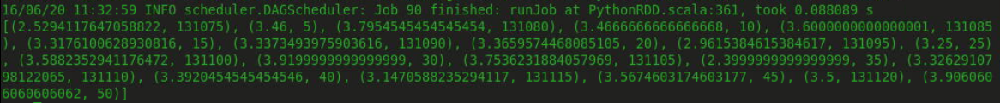 16/06/20 11:32:59 INFO scheduler.DAGScheduler: Job 90 finished: runJob at PythonRDD.scala:361, took 0.088089 s
[(2.5294117647058822, 131075), (3.46, 5), (3.7954545454545454, 131080), (3.4666666666666668, 10), (3.6000000000000001, 131085
), (3.3176100628930816, 15), (3.3373493975903616, 131090), (3.3659574468085105, 20), (2.9615384615384617, 131095), (3.25, 25)
, (3.5882352941176472, 131100), (3.9199999999999999, 30), (3.7536231884057969, 131105), (2.3999999999999999, 35), (3.32629107
98122065, 131110), (3.3920454545454546, 40), (3.1470588235294117, 131115), (3.5674603174603177, 45), (3.5, 131120), (3.906060
6060606062, 50)]